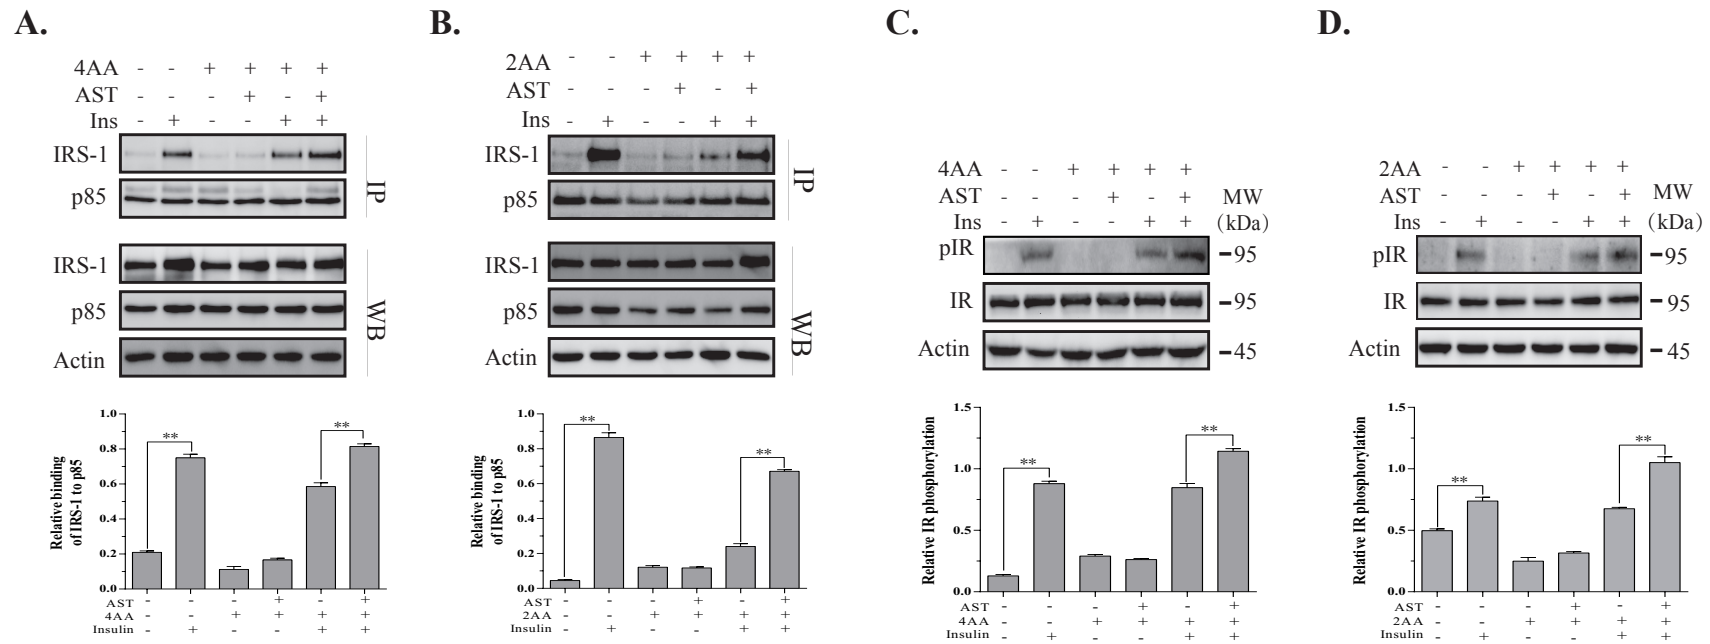 A.
4AA - - + + + +
AST - - - + - +
Ins - + - - + +
IRS-1
p85
IP
IRS-1
p85
Actin
WB
Relative binding
of IRS-1 to p85
1.0
0.8
0.6
0.4
0.2
0.0
**
**
AST - - - + - +
4AA - - + + + +
Insulin - + - - + +
B.
2AA - - + + + +
AST - - - + - +
Ins - + - - + +
IRS-1
p85
IP
IRS-1
p85
Actin
WB
Relative binding
of IRS-1 to p85
1.0
0.8
0.6
0.4
0.2
0.0
**
**
AST - - - + - +
2AA - - + + + +
Insulin - + - - + +
C.
4AA - - + + + +
AST - - - + - + MW
Ins - + - - + + (kDa)
pIR -95
IR -95
Actin -45
Relative IR phosphorylation
1.5
1.0
0.5
0.0
**
**
AST - - - + - +
4AA - - + + + +
Insulin - + - - + +
D.
2AA - - + + + +
AST - - - + - + MW
Ins - + - - + + (kDa)
pIR -95
IR -95
Actin -45
Relative IR phosphorylation
1.5
1.0
0.5
0.0
**
**
AST - - - + - +
2AA - - + + + +
Insulin - + - - + +